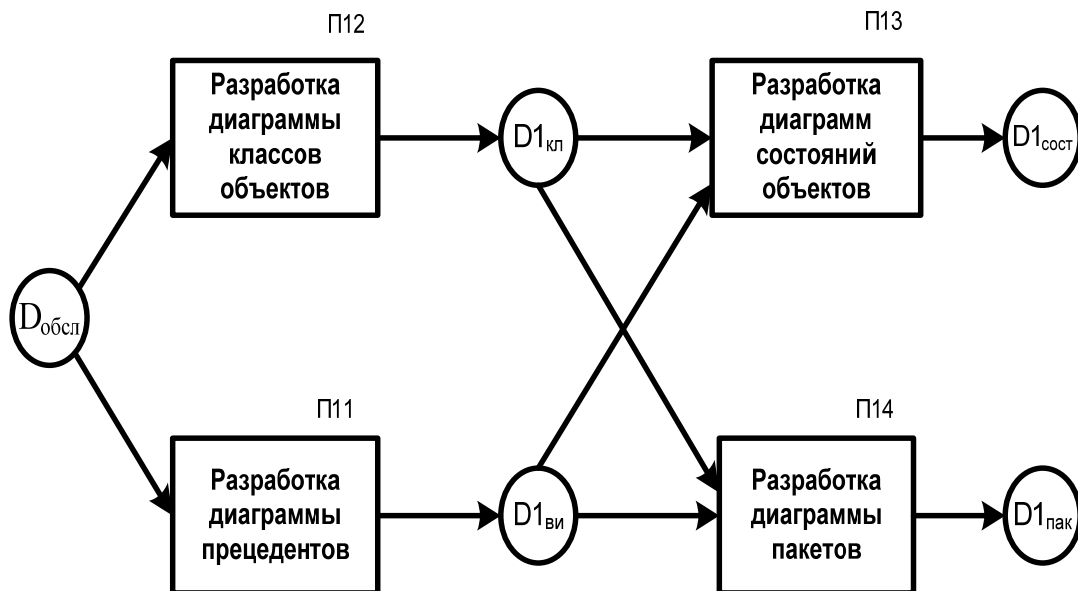 П12
П13
Разработка
диаграммы
классов
объектов
D1кл
Разработка
диаграмм
состояний
объектов
D1сост
Dобсл
П11
П14
Разработка
диаграммы
прецедентов
D1ви
Разработка
диаграммы
пакетов
D1пак